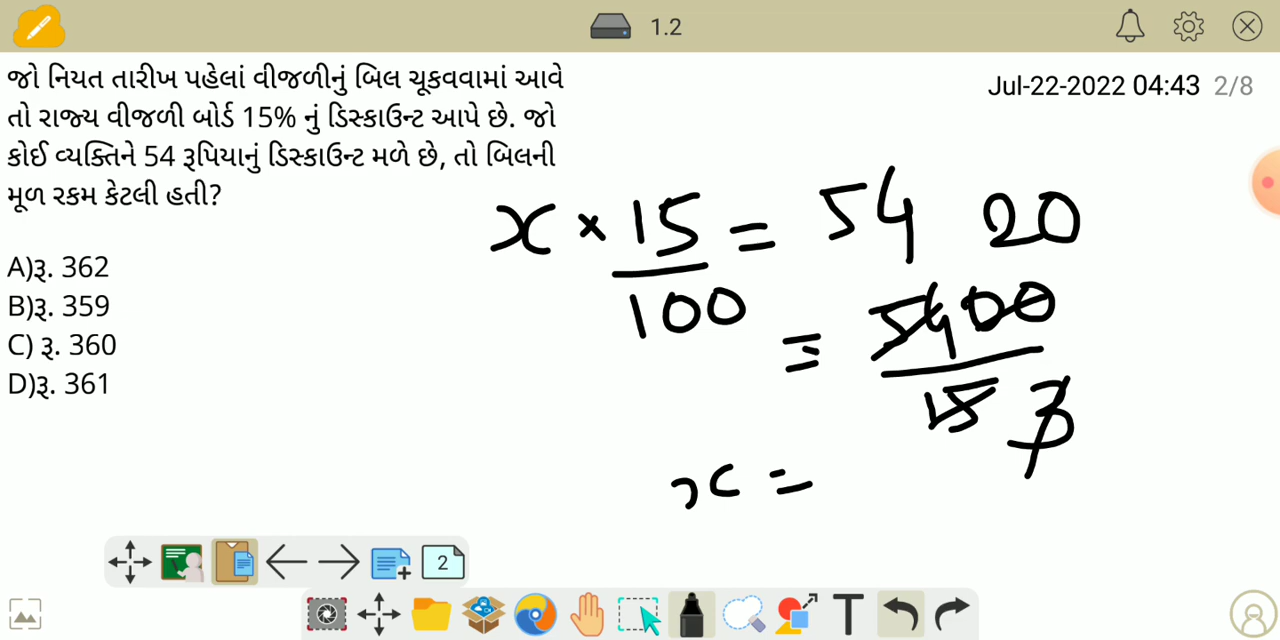 1.2
Jul-22-2022 04:43 2/8
જો નિયત તારીખ પહેલાં વીજળીનું બિલ ચૂકવવામાં આવે
તો રાજ્ય વીજળી બોર્ડ 15% નું ડિસ્કાઉન્ટ આપે છે. જો
કોઈ વ્યક્તિને 54 રૂપિયાનું ડિસ્કાઉન્ટ મળે છે, તો બિલની
મૂળ રકમ કેટલી હતી?
A)રૂ. 362
B)રૂ. 359
C) રૂ. 360
D)રૂ. 361
x × 15 = 54 20
100
= 5400
15 3
x =
2
T